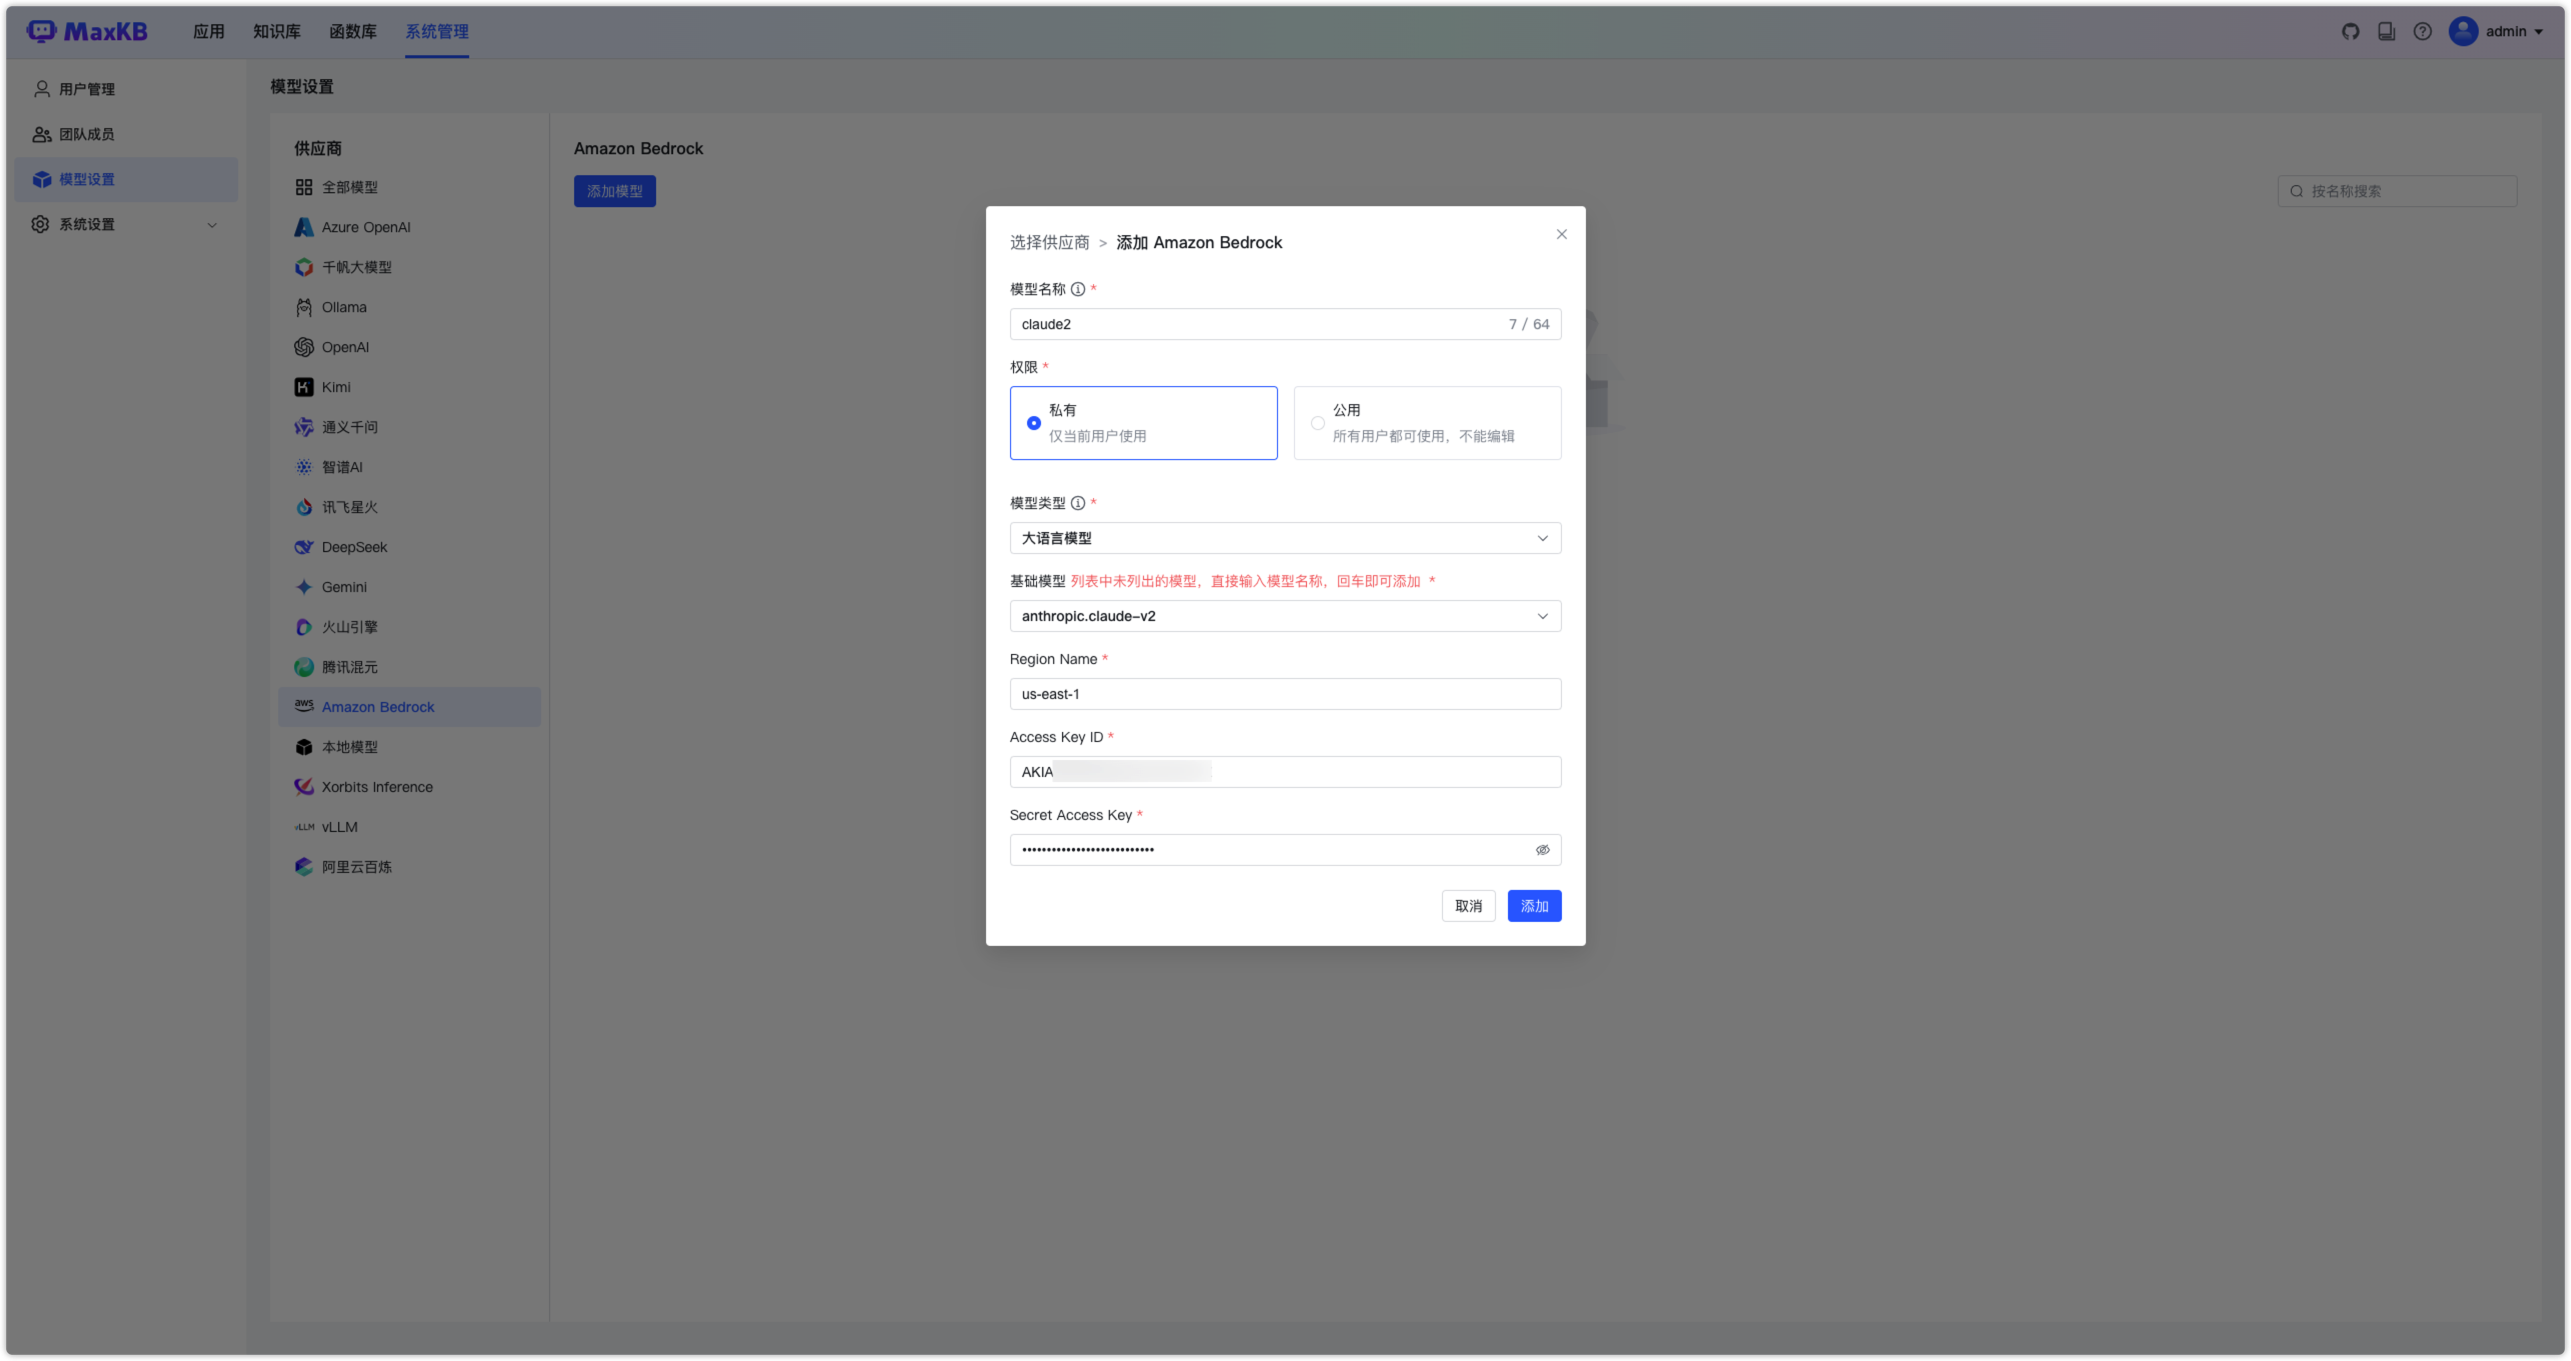 MaxKB 应用 知识库 函数库 系统管理 admin
用户管理
团队成员
模型设置
系统设置
模型设置
供应商
全部模型
Azure OpenAI
千帆大模型
Ollama
OpenAI
Kimi
通义千问
智谱AI
讯飞星火
DeepSeek
Gemini
火山引擎
腾讯混元
aws Amazon Bedrock
本地模型
Xorbits Inference
vLLM vLLM
阿里云百炼
Amazon Bedrock
添加模型
按名称搜索
选择供应商 > 添加 Amazon Bedrock
模型名称 *
claude2 7 / 64
权限 *
私有
仅当前用户使用
公用
所有用户都可使用，不能编辑
模型类型 *
大语言模型
基础模型 列表中未列出的模型，直接输入模型名称，回车即可添加 *
anthropic.claude-v2
Region Name *
us-east-1
Access Key ID *
AKIA
Secret Access Key *
•••••••••••••••••••••••••••
取消 添加